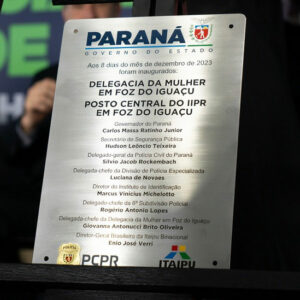 PARANÁ
GOVERNO DO ESTADO
Aos 8 dias do mês de dezembro de 2023
foram inaugurados:
DELEGACIA DA MULHER
EM FOZ DO IGUAÇU
POSTO CENTRAL DO IIPR
EM FOZ DO IGUAÇU
Governador do Paraná
Carlos Massa Ratinho Junior
Secretário de Segurança Pública
Hudson Leôncio Teixeira
Delegado-geral da Polícia Civil do Paraná
Silvio Jacob Rockembach
Delegada-chefe da Divisão de Polícia Especializada
Luciana de Novaes
Diretor do Instituto de Identificação
Marcus Vinicius Michelotto
Delegado-chefe da 6ª Subdivisão Policial
Rogério Antonio Lopes
Delegada-chefe da Delegacia da Mulher em Foz do Iguaçu
Giovanna Antonucci Brito Oliveira
Diretor-Geral Brasileiro da Itaipu Binacional
Enio José Verri
PCPR
ITAIPU